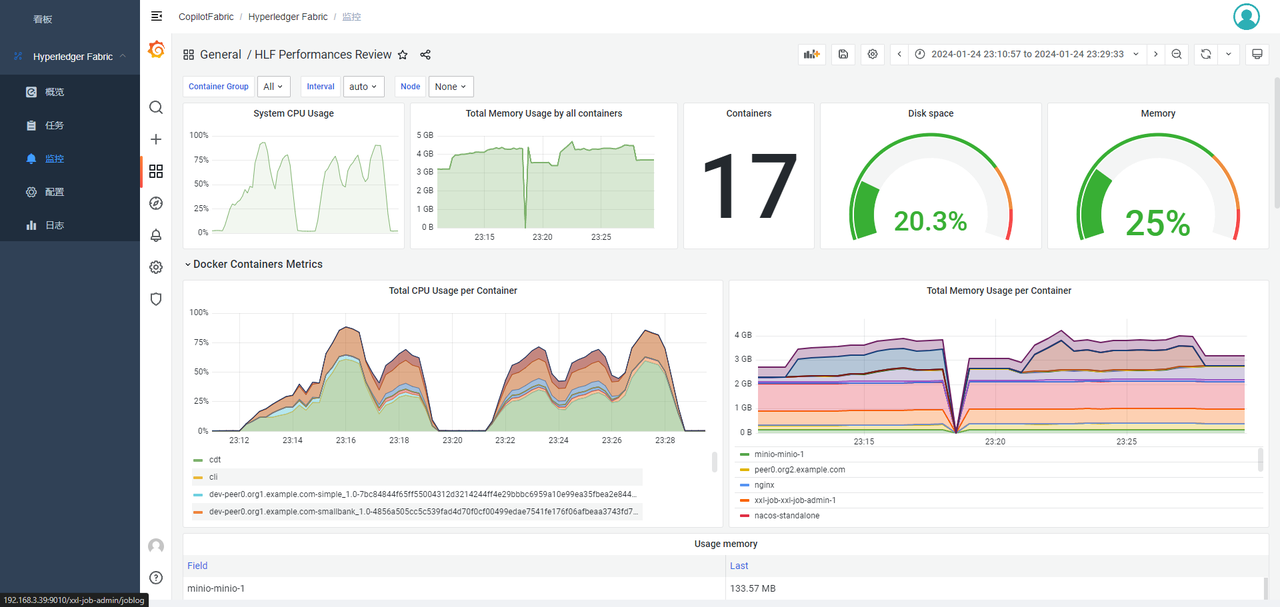 看板
CopilotFabric / Hyperledger Fabric / 监控
Hyperledger Fabric
概览
任务
监控
配置
日志
General / HLF Performances Review
2024-01-24 23:10:57 to 2024-01-24 23:29:33
Container Group All Interval auto Node None
System CPU Usage
100%
75%
50%
25%
0%
Total Memory Usage by all containers
5 GB
4 GB
3 GB
2 GB
1 GB
0 B
23:15 23:20 23:25
Containers
17
Disk space
20.3%
Memory
25%
Docker Containers Metrics
Total CPU Usage per Container
100%
75%
50%
25%
0%
23:12 23:14 23:16 23:18 23:20 23:22 23:24 23:26 23:28
cdt
cli
dev-peer0.org1.example.com-simple_1.0-7bc84844f65ff55004312d3214244ff4e29bbbc6959a10e99ea35fbea2e844...
dev-peer0.org1.example.com-smallbank_1.0-4856a505cc5c539fad4d70f0cf00499edae7541fe176f06afbeaa3743fd7...
Total Memory Usage per Container
4 GB
3 GB
2 GB
1 GB
0 B
23:15 23:20 23:25
minio-minio-1
peer0.org2.example.com
nginx
xxl-job-xxl-job-admin-1
nacos-standalone
Usage memory
Field Last
minio-minio-1 133.57 MB
192.168.3.39:9010/xxl-job-admin/joblog